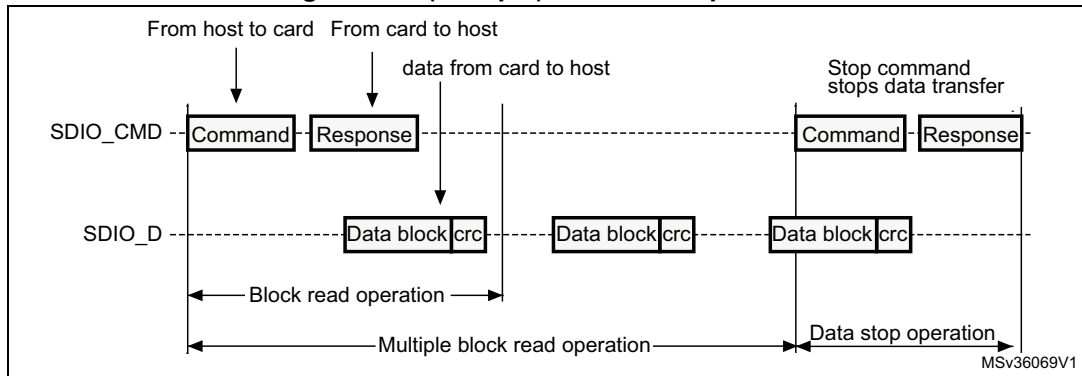 From host to card From card to host
data from card to host
Stop command
stops data transfer
SDIO_CMD Command Response Command Response
SDIO_D Data block crc Data block crc Data block crc
Block read operation
Multiple block read operation Data stop operation
MSv36069V1